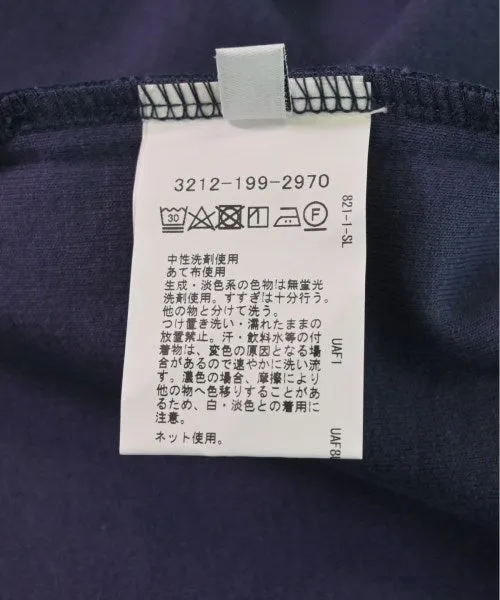 3212-199-2970
30 F
中性洗剤使用
あて布使用
生成・淡色系の色物は無蛍光
洗剤使用。すすぎは十分行う。
他の物と分けて洗う。
つけ置き洗い・濡れたままの
放置禁止。汗・飲料水等の付
着物は、変色の原因となる場
合があるので速やかに洗い流
す。濃色の場合、摩擦により
他の物へ色移りすることがあ
るため、白・淡色との着用に
注意。
ネット使用。
821-1-SL
UAF1